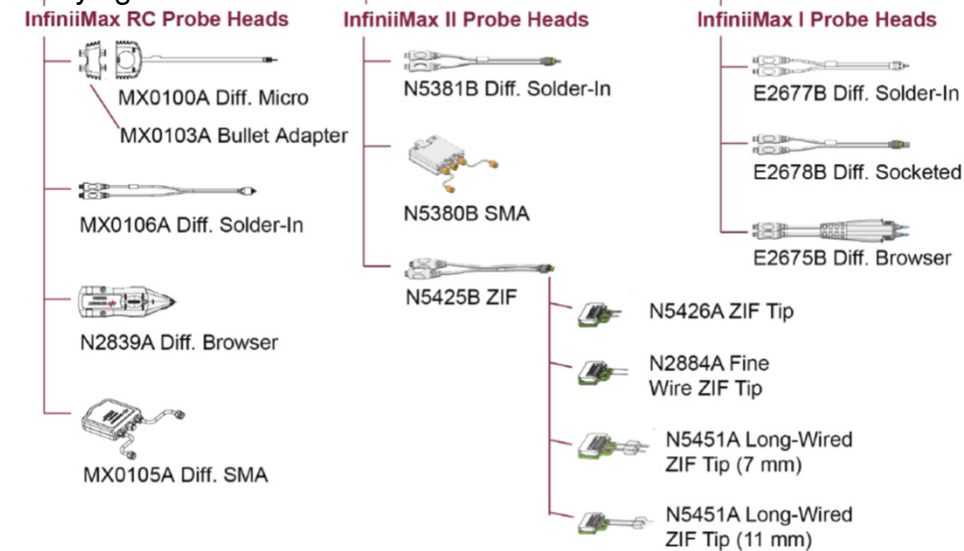 InfiniiMax RC Probe Heads
MX0100A Diff. Micro
MX0103A Bullet Adapter
MX0106A Diff. Solder-In
N2839A Diff. Browser
MX0105A Diff. SMA
InfiniiMax II Probe Heads
N5381B Diff. Solder-In
N5380B SMA
N5425B ZIF
N5426A ZIF Tip
N2884A Fine
Wire ZIF Tip
N5451A Long-Wired
ZIF Tip (7 mm)
N5451A Long-Wired
ZIF Tip (11 mm)
InfiniiMax I Probe Heads
E2677B Diff. Solder-In
E2678B Diff. Socketed
E2675B Diff. Browser